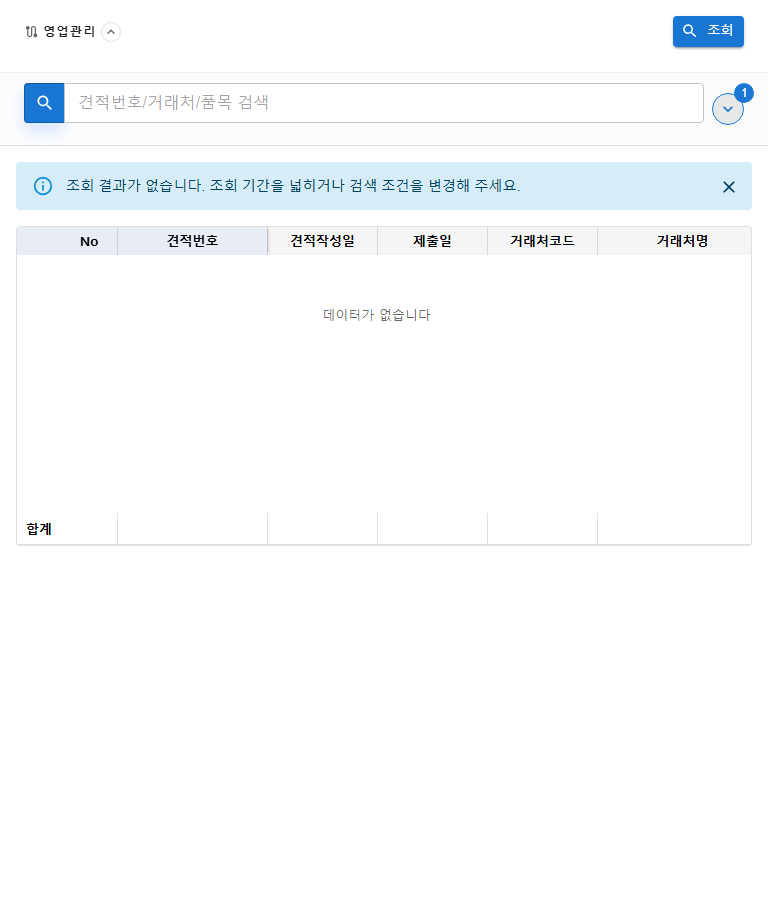 영업관리
조회
견적번호/거래처/품목 검색
1
조회 결과가 없습니다. 조회 기간을 넓히거나 검색 조건을 변경해 주세요.
No 견적번호 견적작성일 제출일 거래처코드 거래처명
데이터가 없습니다
합계